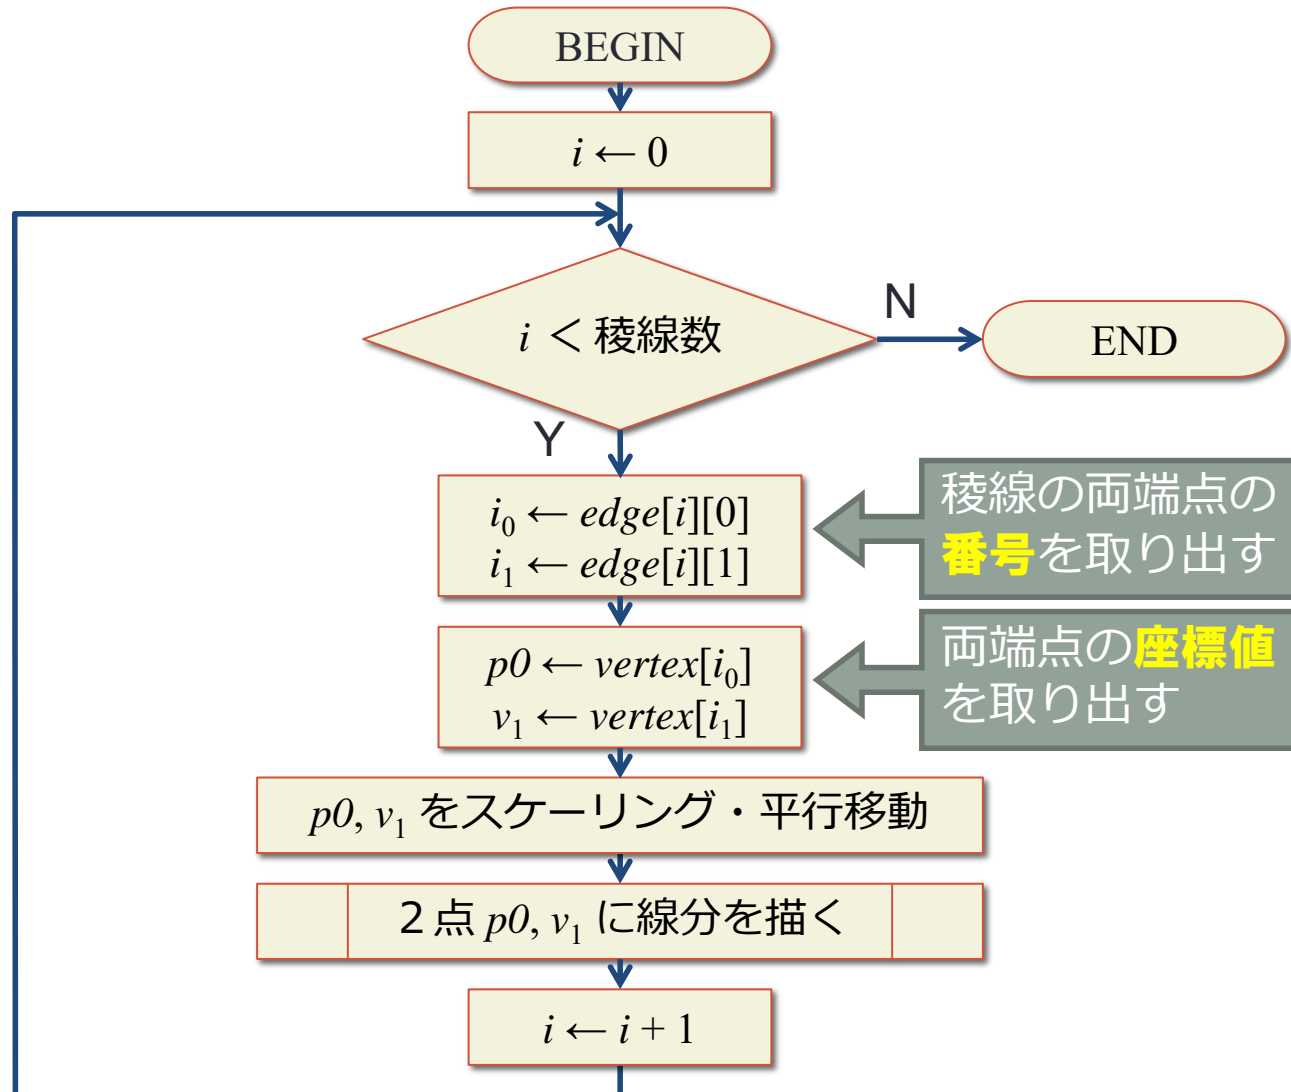 BEGIN
i ← 0
i < 稜線数
N
END
Y
i₀ ← edge[i][0]
i₁ ← edge[i][1]
稜線の両端点の
番号を取り出す
p0 ← vertex[i₀]
v₁ ← vertex[i₁]
両端点の座標値
を取り出す
p0, v₁ をスケーリング・平行移動
２点 p0, v₁ に線分を描く
i ← i + 1